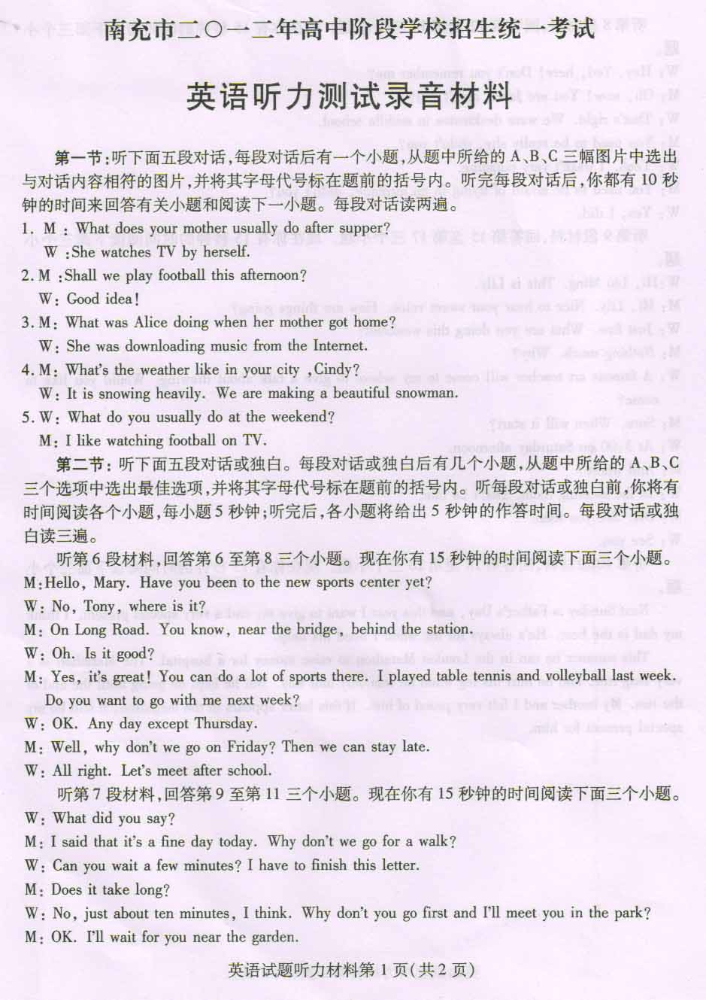 南充市二〇一二年高中阶段学校招生统一考试
英语听力测试录音材料
第一节:听下面五段对话,每段对话后有一个小题,从题中所给的 A、B、C 三幅图片中选出
与对话内容相符的图片,并将其字母代号标在题前的括号内。听完每段对话后,你都有 10 秒
钟的时间来回答有关小题和阅读下一小题。每段对话读两遍。
1. M : What does your mother usually do after supper?
W :She watches TV by herself.
2. M :Shall we play football this afternoon?
W: Good idea!
3. M: What was Alice doing when her mother got home?
W: She was downloading music from the Internet.
4. M: What's the weather like in your city ,Cindy?
W: It is snowing heavily. We are making a beautiful snowman.
5. W: What do you usually do at the weekend?
M: I like watching football on TV.
第二节: 听下面五段对话或独白。每段对话或独白后有几个小题,从题中所给的 A、B、C
三个选项中选出最佳选项,并将其字母代号标在题前的括号内。听每段对话或独白前,你将有
时间阅读各个小题,每小题 5 秒钟;听完后,各小题将给出 5 秒钟的作答时间。每段对话或独
白读三遍。
听第 6 段材料,回答第 6 至第 8 三个小题。现在你有 15 秒钟的时间阅读下面三个小题。
M:Hello, Mary. Have you been to the new sports center yet?
W: No, Tony, where is it?
M: On Long Road. You know, near the bridge, behind the station.
W: Oh. Is it good?
M: Yes, it's great! You can do a lot of sports there. I played table tennis and volleyball last week.
Do you want to go with me next week?
W: OK. Any day except Thursday.
M: Well, why don't we go on Friday? Then we can stay late.
W: All right. Let's meet after school.
听第 7 段材料,回答第 9 至第 11 三个小题。现在你有 15 秒钟的时间阅读下面三个小题。
W: What did you say?
M: I said that it's a fine day today. Why don't we go for a walk?
W: Can you wait a few minutes? I have to finish this letter.
M: Does it take long?
W: No, just about ten minutes, I think. Why don't you go first and I'll meet you in the park?
M: OK. I'll wait for you near the garden.
英语试题听力材料第 1 页(共 2 页)